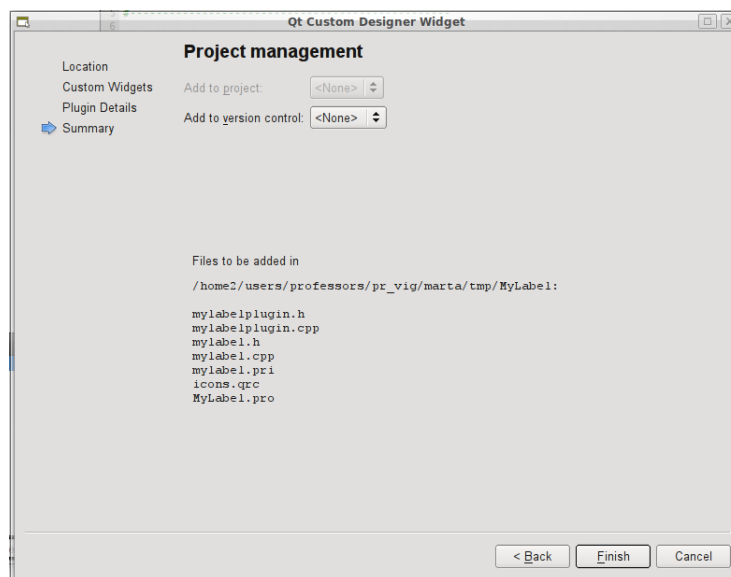 Qt Custom Designer Widget
5 #
6
Project management
Location
Custom Widgets
Plugin Details
Summary
Add to project: <None>
Add to version control: <None>
Files to be added in
/home2/users/professors/pr_vig/marta/tmp/MyLabel:
mylabelplugin.h
mylabelplugin.cpp
mylabel.h
mylabel.cpp
mylabel.pri
icons.qrc
MyLabel.pro
< Back
Finish
Cancel